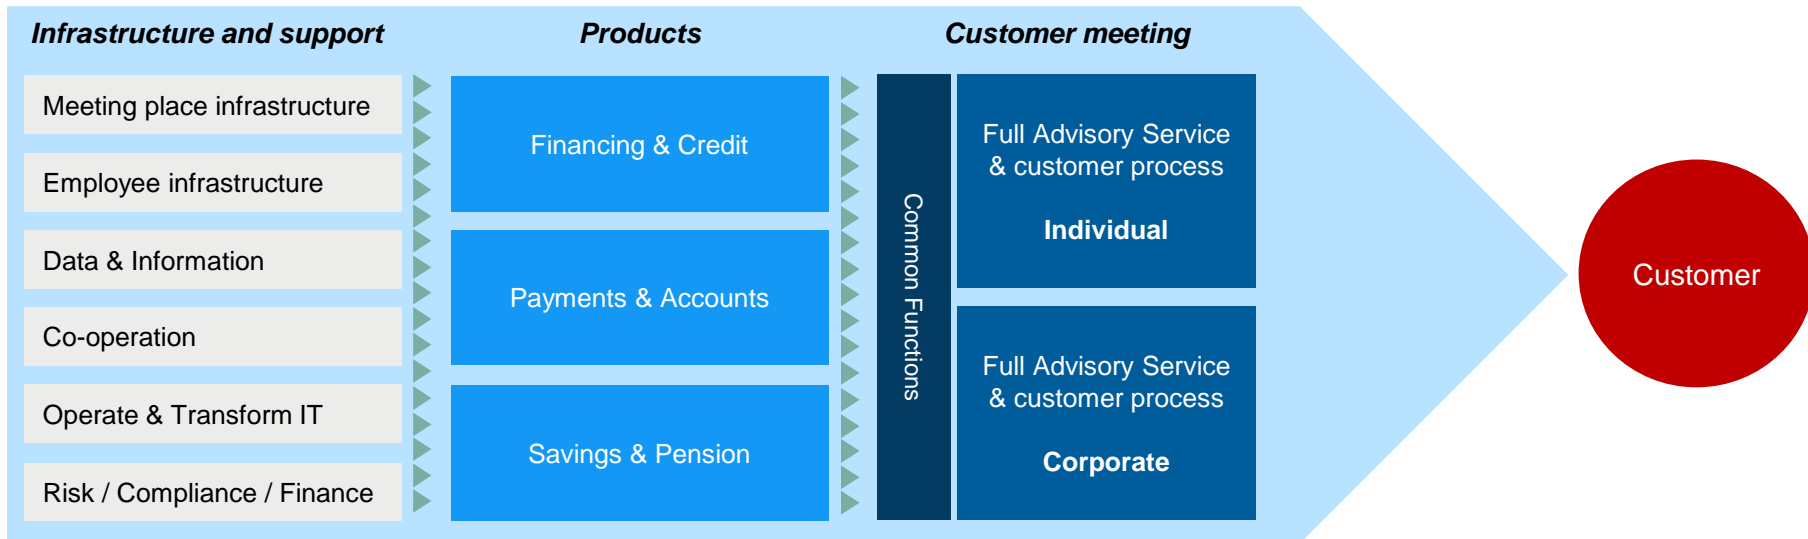 Infrastructure and support
Meeting place infrastructure
Employee infrastructure
Data & Information
Co-operation
Operate & Transform IT
Risk / Compliance / Finance
Products
Financing & Credit
Payments & Accounts
Savings & Pension
Customer meeting
Common Functions
Full Advisory Service
& customer process
Individual
Full Advisory Service
& customer process
Corporate
Customer